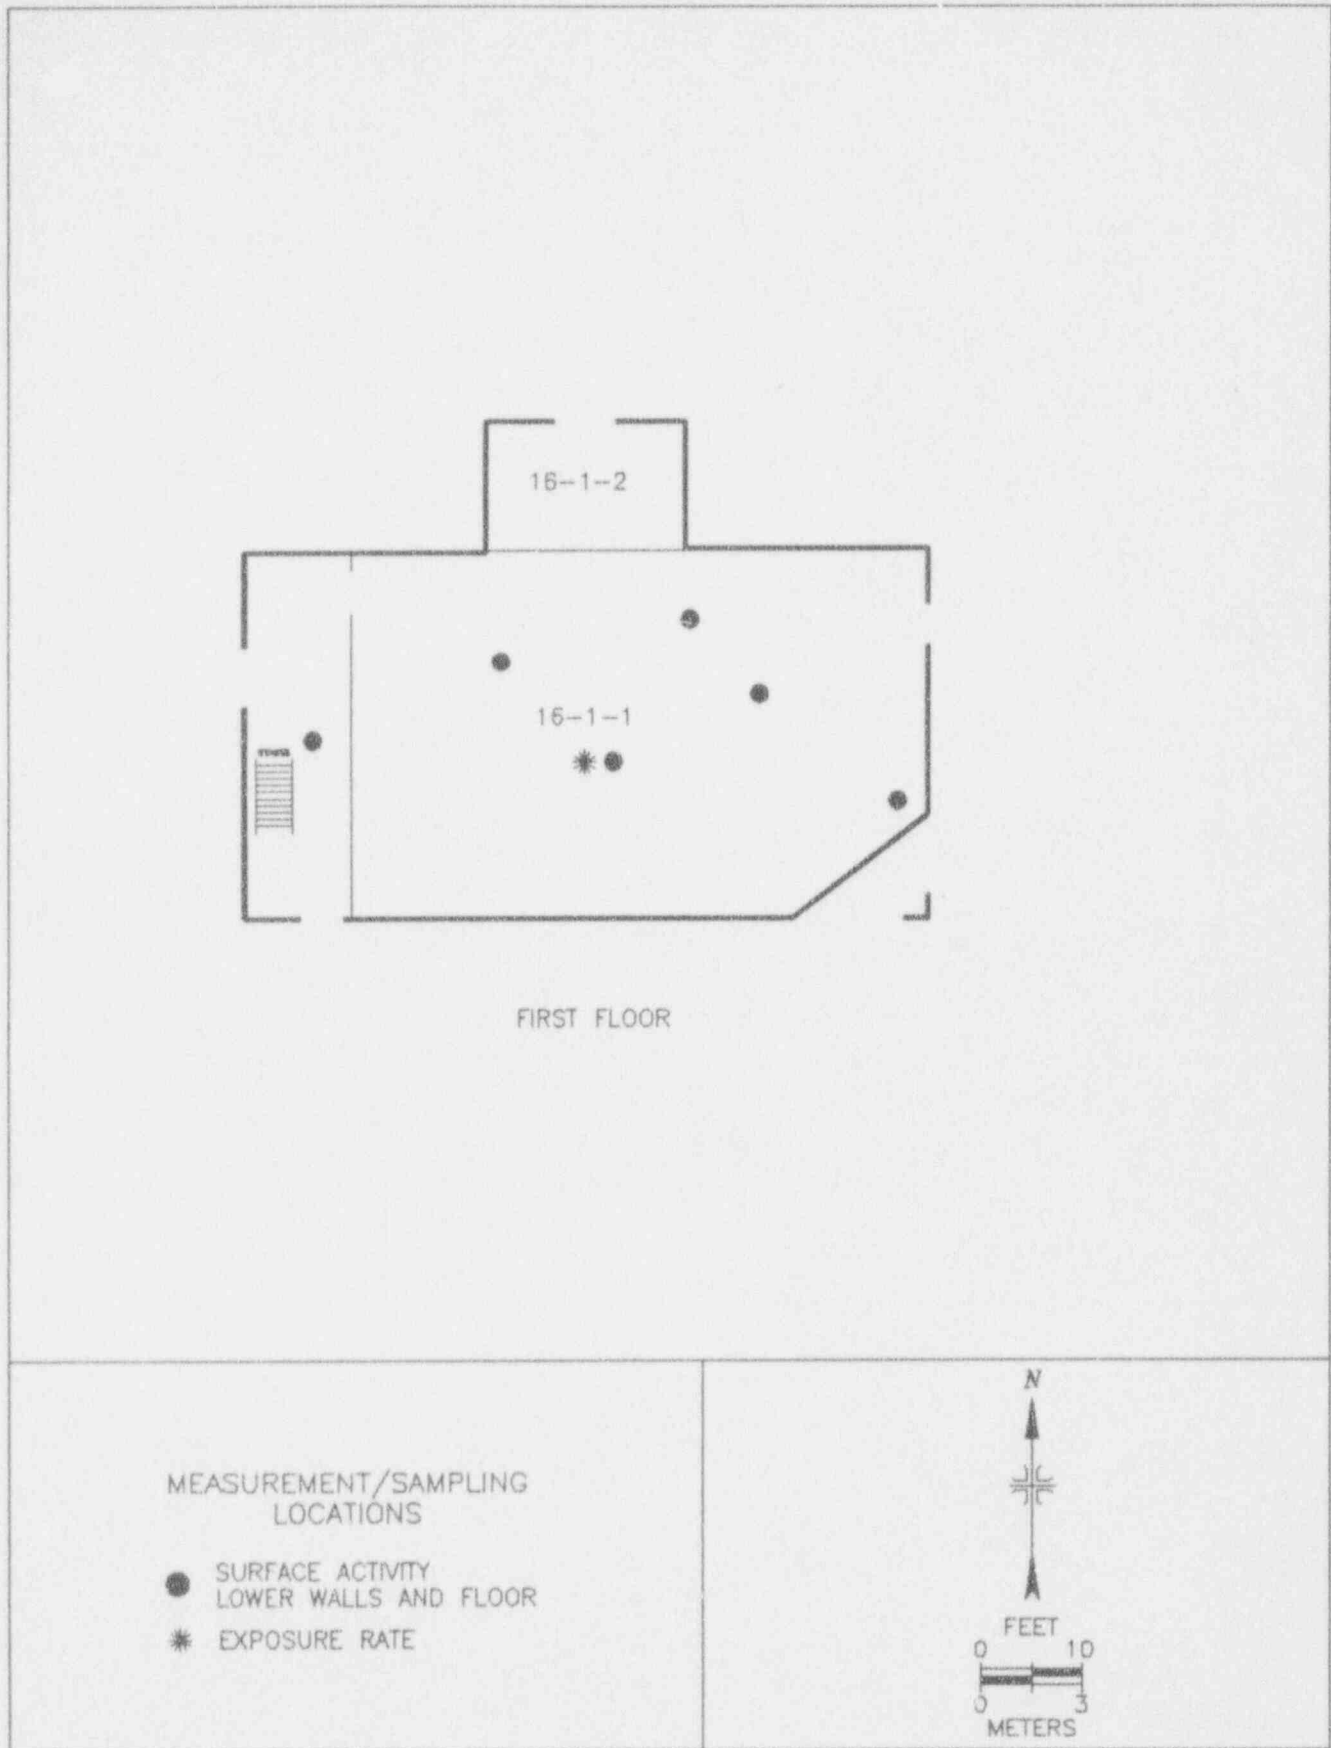 16-1-2
16-1-1
FIRST FLOOR
MEASUREMENT/SAMPLING
LOCATIONS
SURFACE ACTIVITY
LOWER WALLS AND FLOOR
EXPOSURE RATE
N
FEET
0 10
0 3
METERS